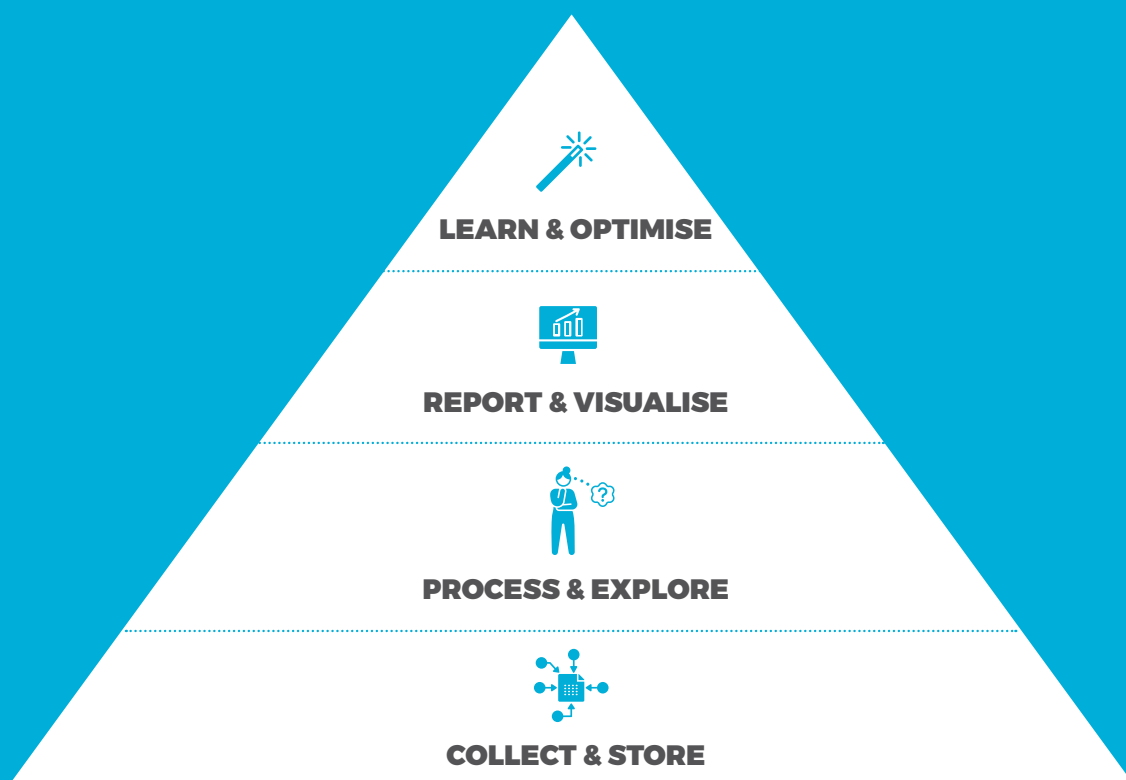 LEARN & OPTIMISE
REPORT & VISUALISE
?
PROCESS & EXPLORE
COLLECT & STORE